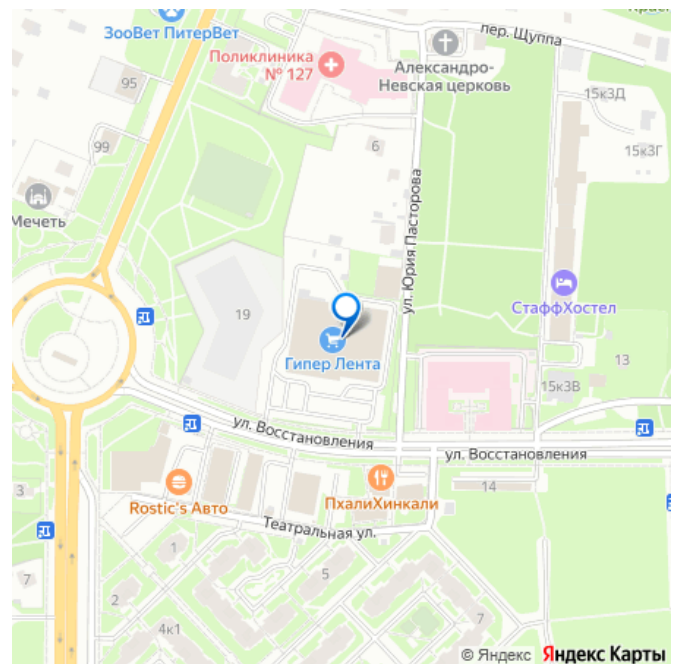 ЗооВет ПитерВет
пер. Щуппа
Поликлиника
№ 127
Александро-
Невская церковь
95
15к3Д
99
6
15к3Г
Мечеть
ул. Юрия Пасторова
19
СтаффХостел
Гипер Лента
13
15к3В
ул. Восстановления
ул. Восстановления
3
Rostic's Авто
ПхалиХинкали
14
Театральная ул.
1
5
7
2
7
4к1
© Яндекс Яндекс Карты